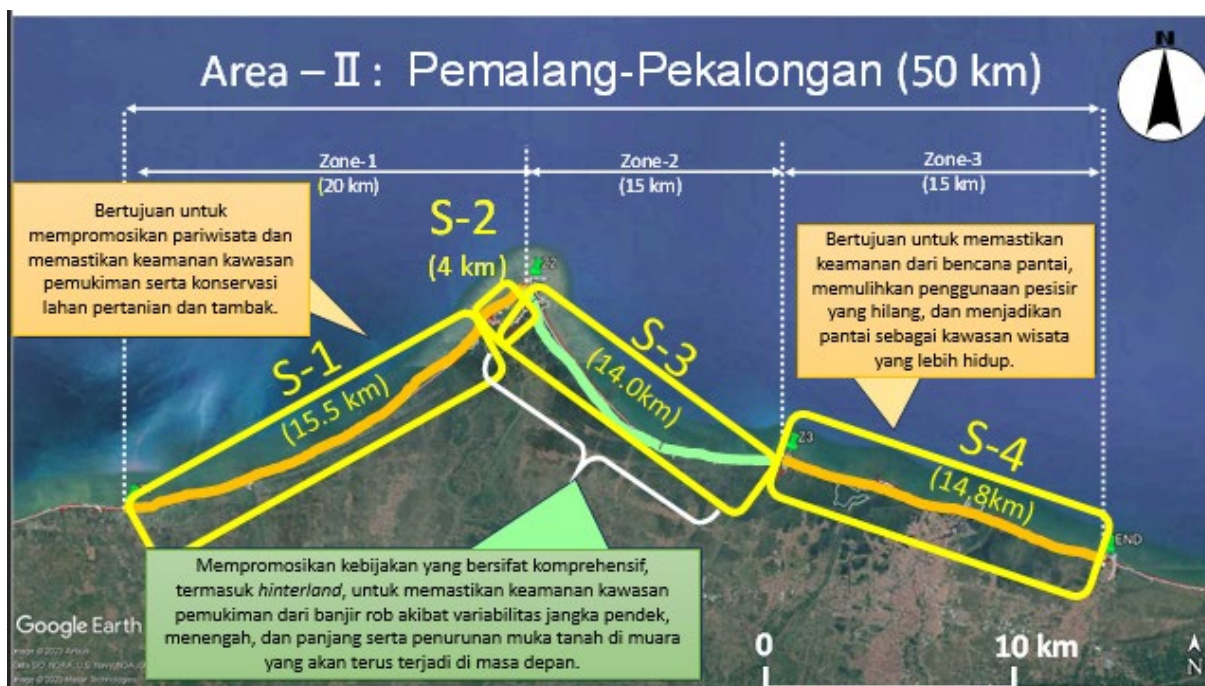 Area – II : Pemalang-Pekalongan (50 km)
N
Zone-1
(20 km)
Zone-2
(15 km)
Zone-3
(15 km)
Bertujuan untuk
mempromosikan pariwisata dan
memastikan keamanan kawasan
pemukiman serta konservasi
lahan pertanian dan tambak.
S-2
(4 km)
Bertujuan untuk memastikan
keamanan dari bencana pantai,
memulihkan penggunaan pesisir
yang hilang, dan menjadikan
pantai sebagai kawasan wisata
yang lebih hidup.
S-1
(15.5 km)
S-3
(14.0km)
Z3
S-4
(14,8km)
END
Mempromosikan kebijakan yang bersifat komprehensif,
termasuk hinterland, untuk memastikan keamanan kawasan
pemukiman dari banjir rob akibat variabilitas jangka pendek,
menengah, dan panjang serta penurunan muka tanah di muara
yang akan terus terjadi di masa depan.
Google Earth
0
10 km
N